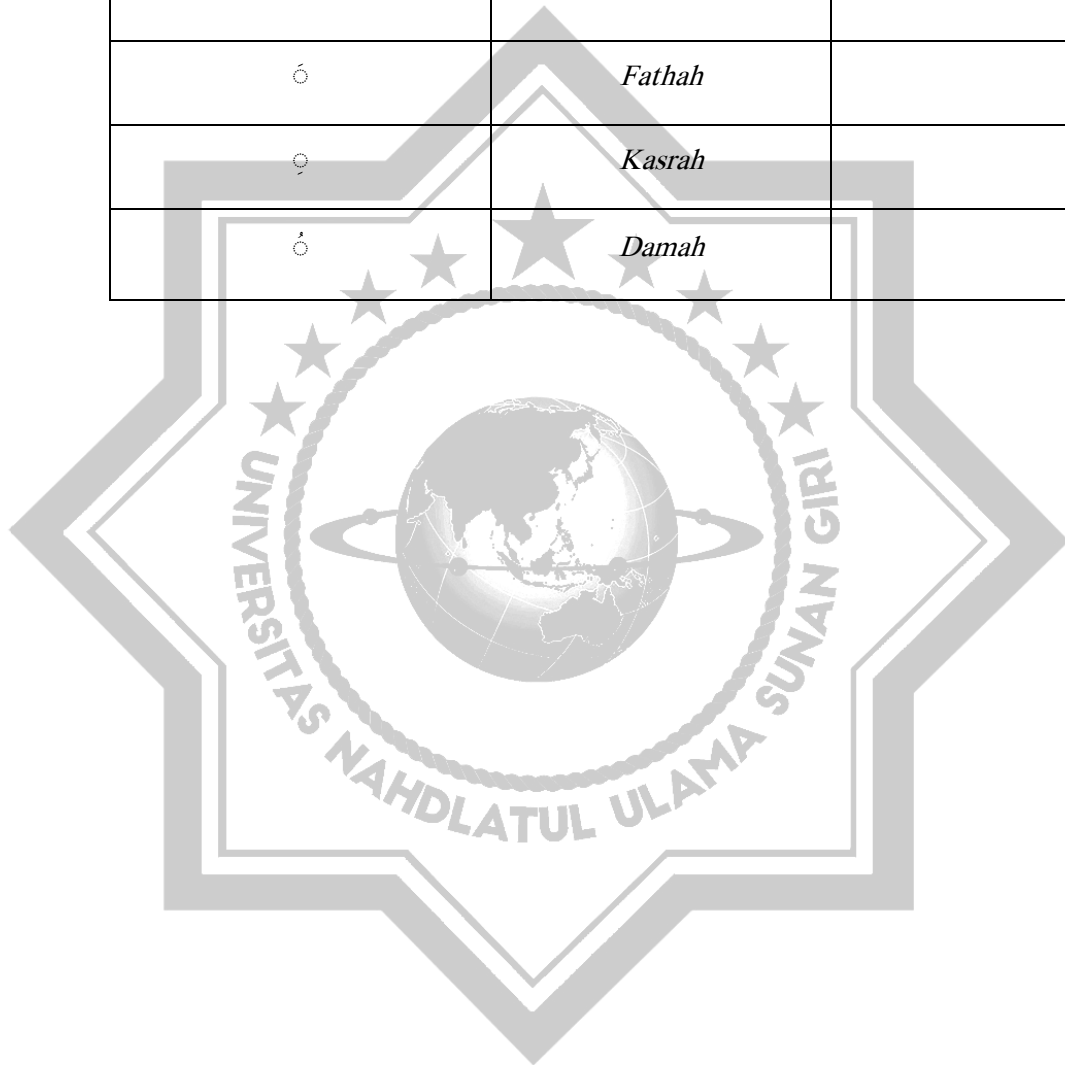 ◌َ Fathah
◌ِ Kasrah
◌ُ Damah
UNIVERSITAS NAHDLATUL ULAMA SUNAN GIRI